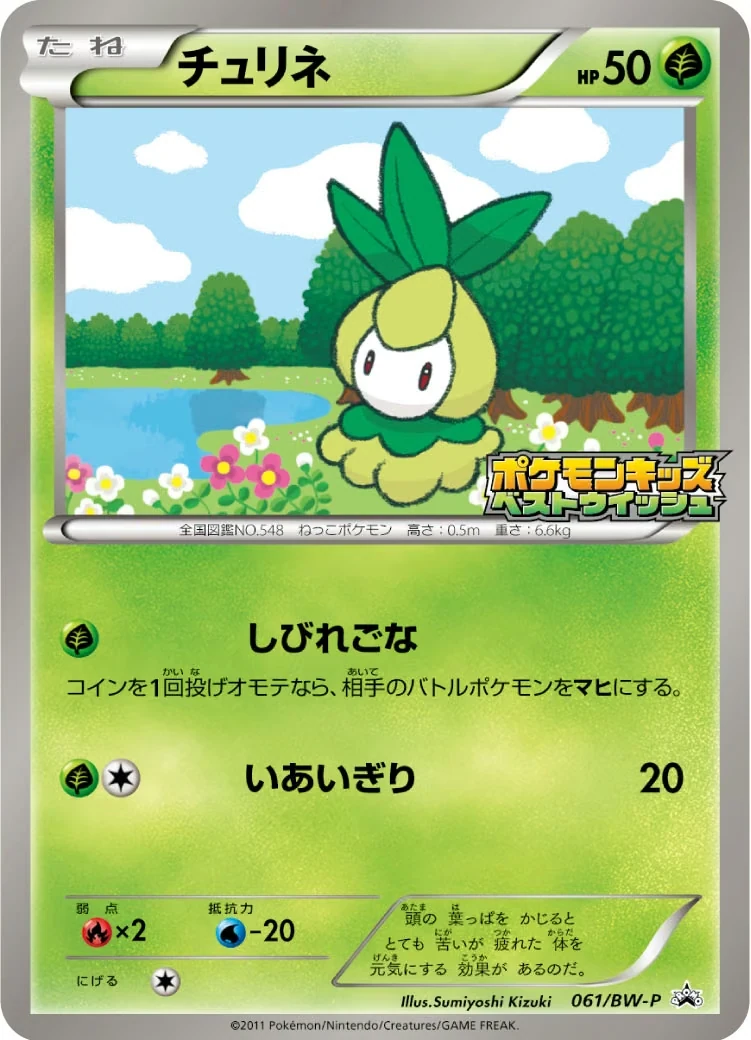 たね チュリネ HP50
ポケモンキッズ
ベストウイッシュ
全国図鑑NO.548 ねっこポケモン 高さ:0.5m 重さ:6.6kg
しびれごな
コインを1回投げオモテなら、相手のバトルポケモンをマヒにする。
いあいぎり 20
弱点 抵抗力
×2 -20
にげる
頭の 葉っぱを かじると
とても 苦いが 疲れた 体を
元気にする 効果が あるのだ。
Illus.Sumiyoshi Kizuki 061/BW-P
©2011 Pokémon/Nintendo/Creatures/GAME FREAK.